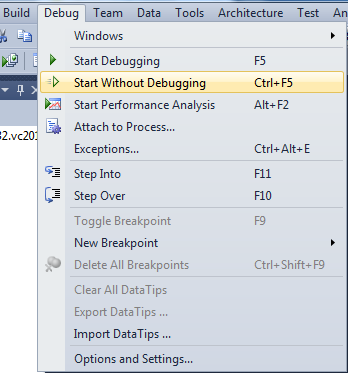 Build Debug Team Data Tools Architecture Test An
Windows
Start Debugging F5
32.vc201
Start Without Debugging Ctrl+F5
Start Performance Analysis Alt+F2
Attach to Process...
Exceptions... Ctrl+Alt+E
Step Into F11
Step Over F10
Toggle Breakpoint F9
New Breakpoint
Delete All Breakpoints Ctrl+Shift+F9
Clear All DataTips
Export DataTips ...
Import DataTips ...
Options and Settings...